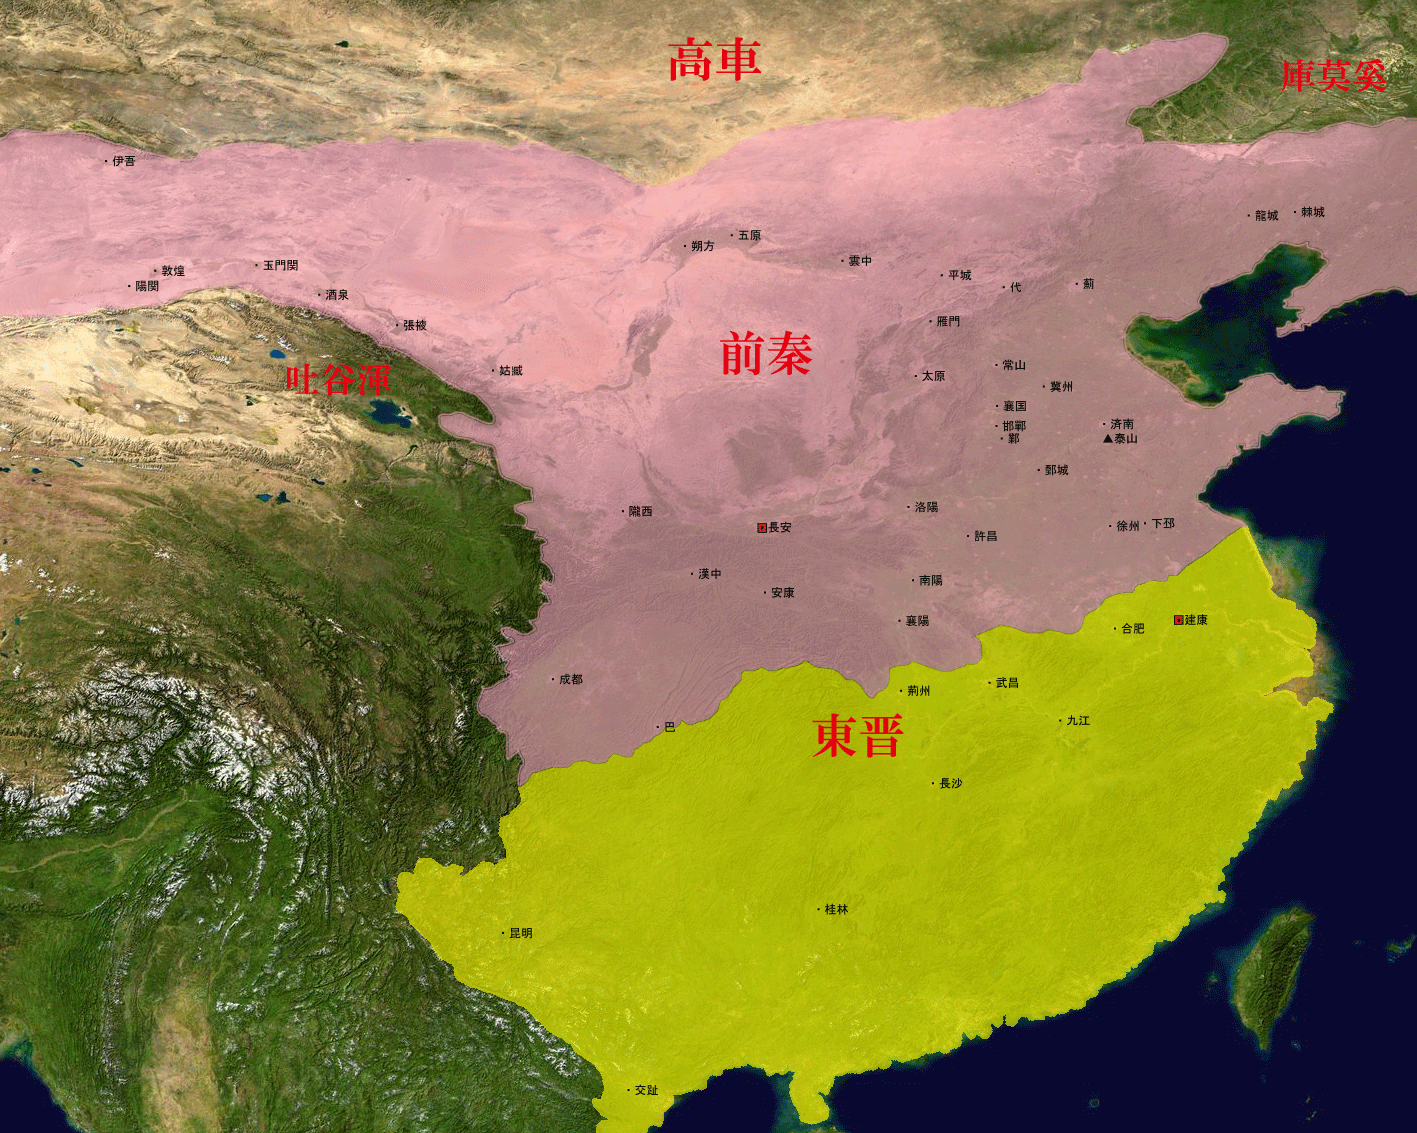 高車
庫莫奚
伊吾
龍城
棘城
五原
朔方
雲中
玉門関
敦煌
平城
陽関
代
薊
酒泉
雁門
張掖
前秦
常山
姑臧
太原
吐谷渾
冀州
襄国
済南
邯鄲
鄴
泰山
鄄城
洛陽
隴西
長安
徐州
下邳
許昌
漢中
南陽
安康
襄陽
建康
合肥
成都
武昌
荊州
九江
巴
東晋
長沙
桂林
昆明
交趾